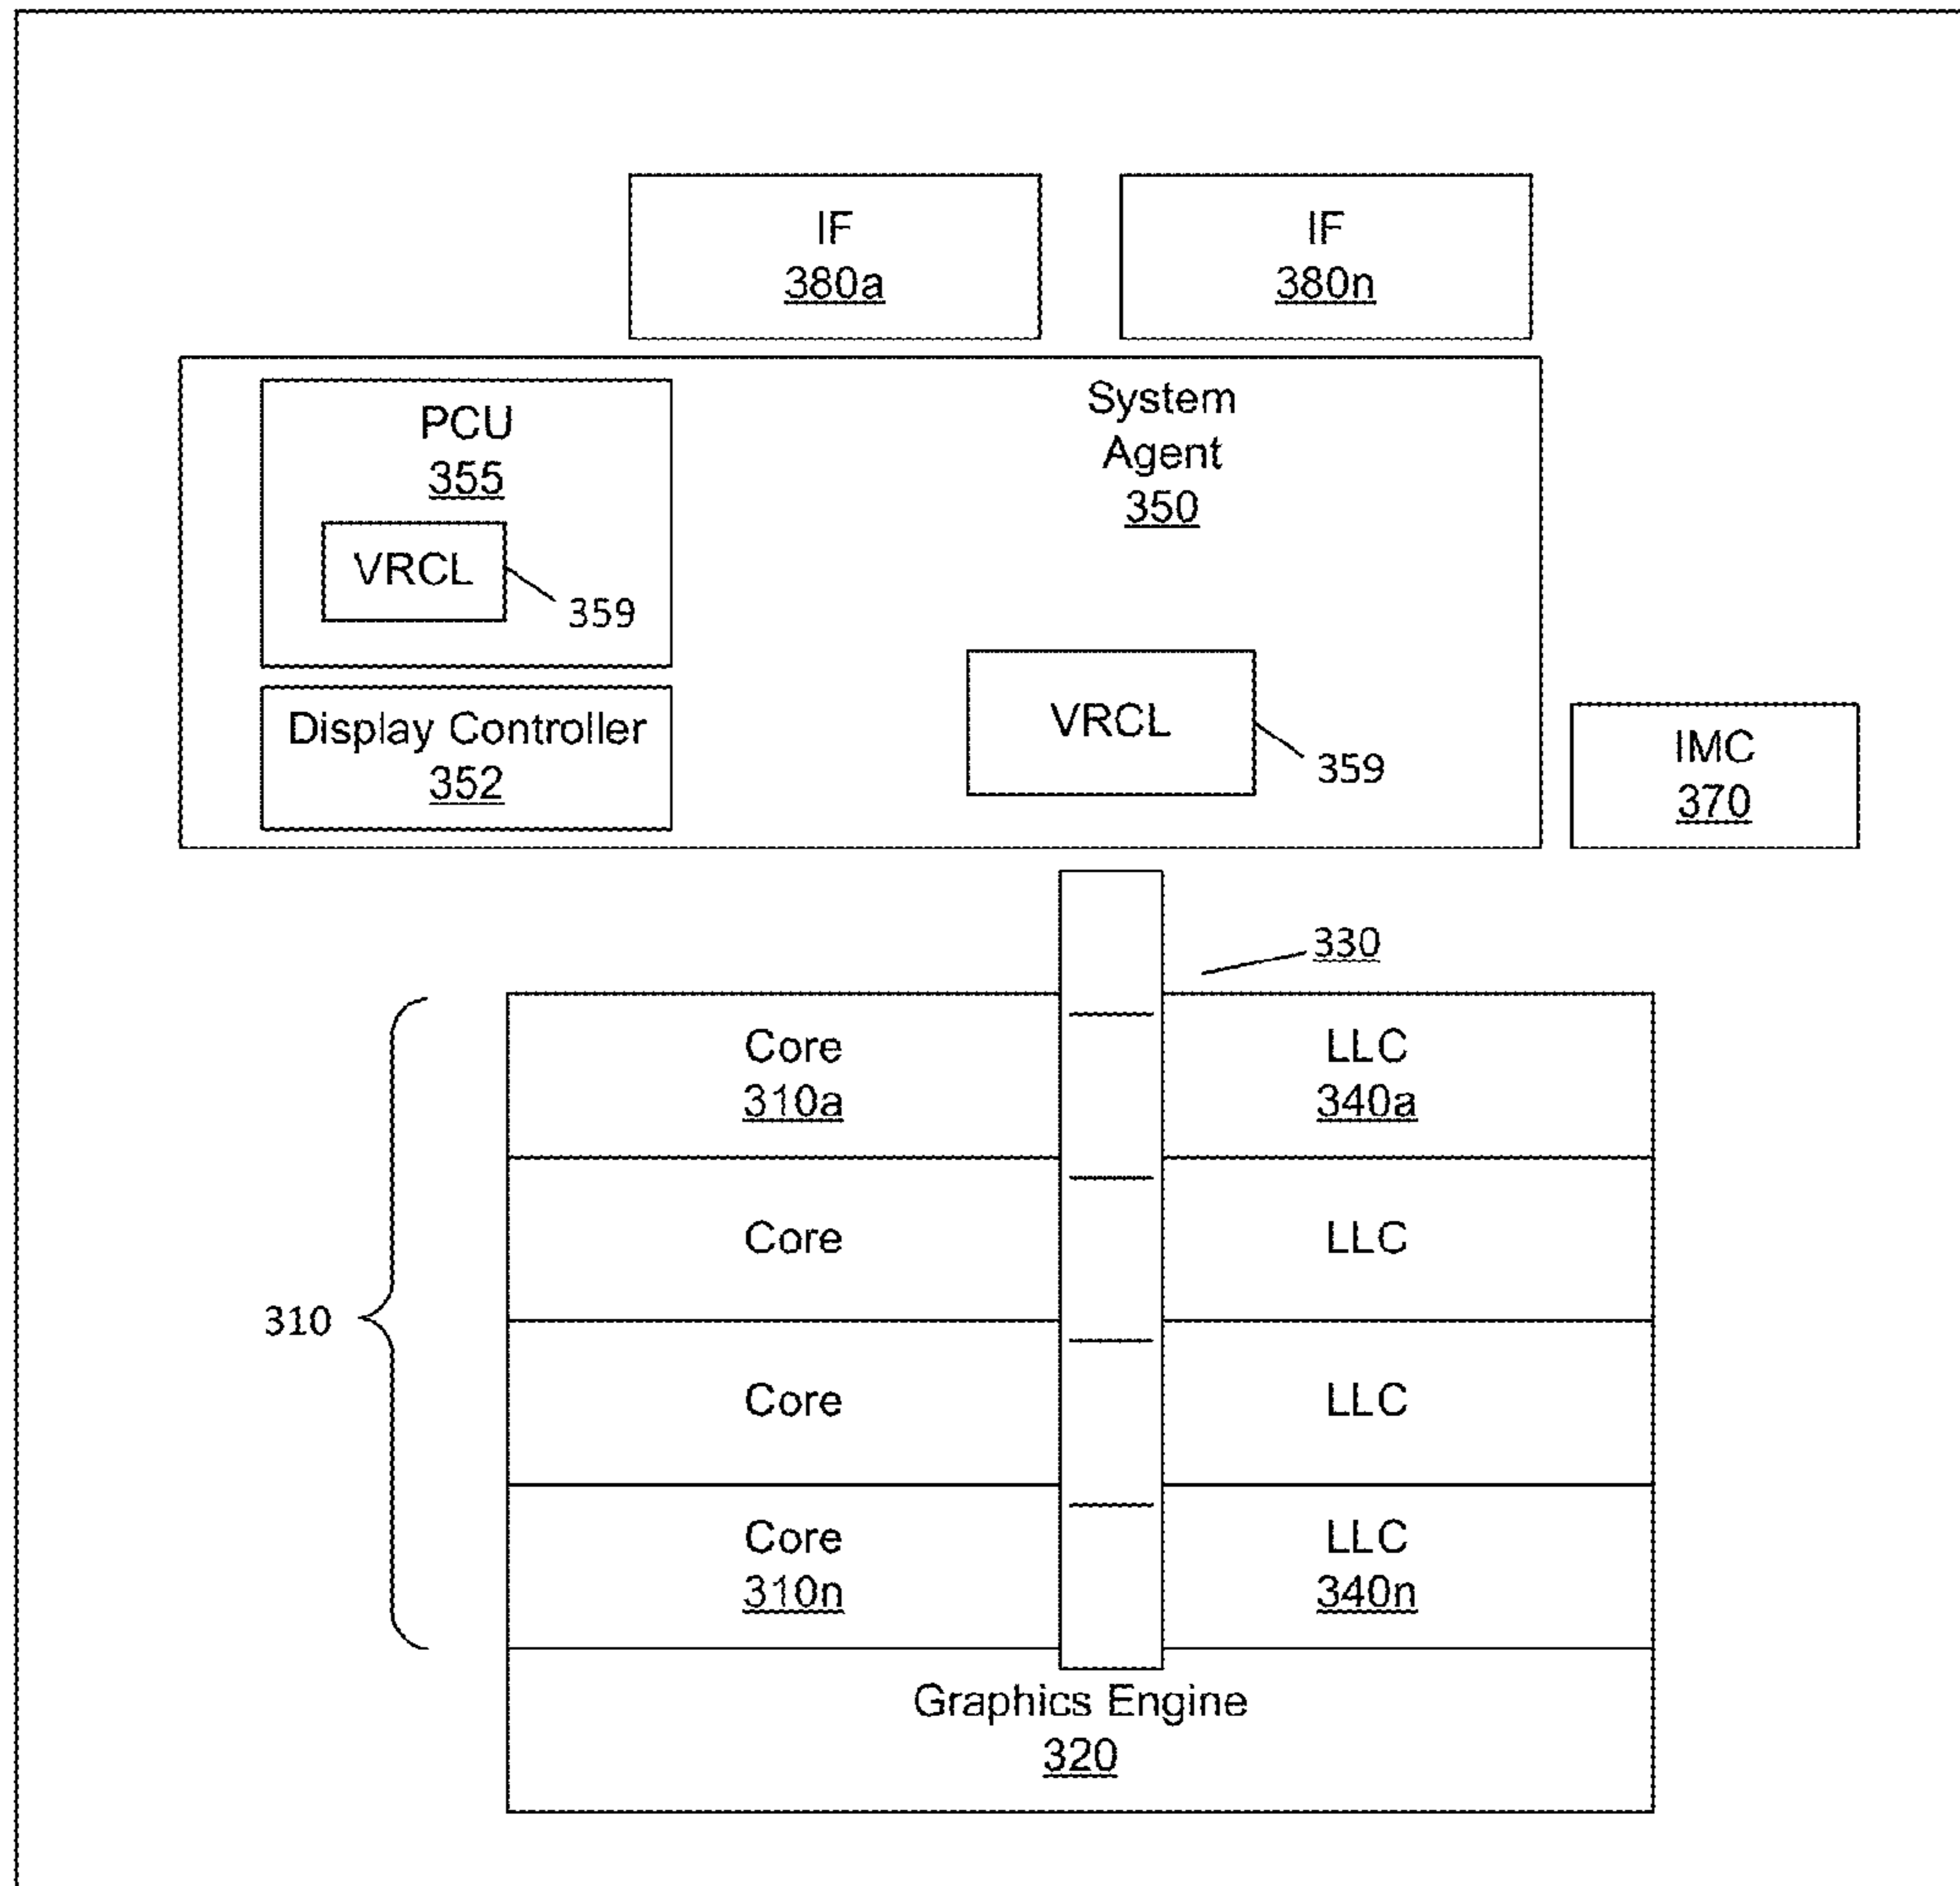 IF
380a
IF
380n
PCU
355
VRCL
359
System
Agent
350
Display Controller
352
VRCL
359
IMC
370
330
310
Core
310a
LLC
340a
Core
LLC
Core
LLC
Core
310n
LLC
340n
Graphics Engine
320